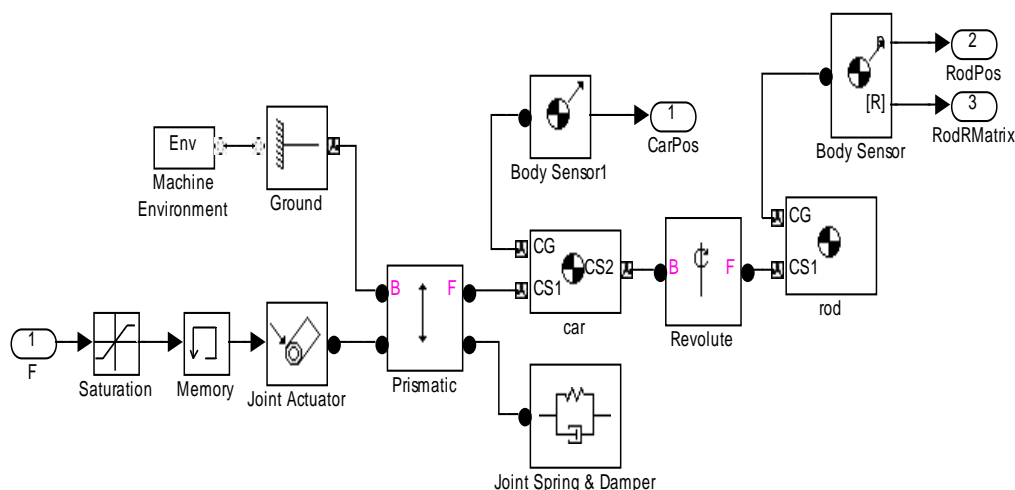 2
RodPos
p
[R]
3
RodRMatrix
Body Sensor
1
CarPos
Body Sensor1
Env
Machine
Environment
Ground
CG
CS2
CS1
car
B
F
Revolute
CG
CS1
rod
B
F
Prismatic
1
F
Saturation
1
Memory
Joint Actuator
Joint Spring & Damper